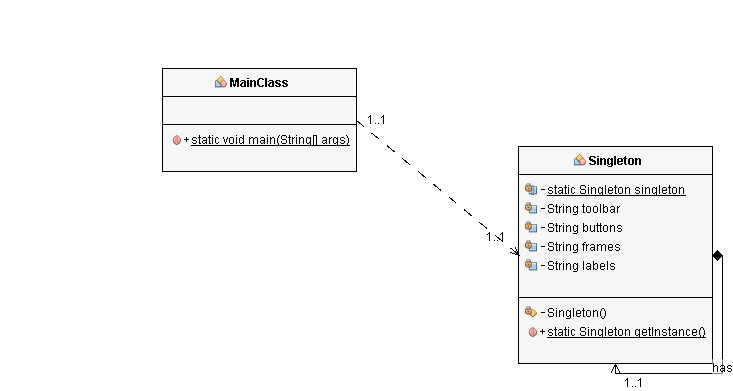 MainClass
+ static void main(String[] args)
1..1
1..1
Singleton
- static Singleton singleton
- String toolbar
- String buttons
- String frames
- String labels
- Singleton()
+ static Singleton getInstance()
has
1..1